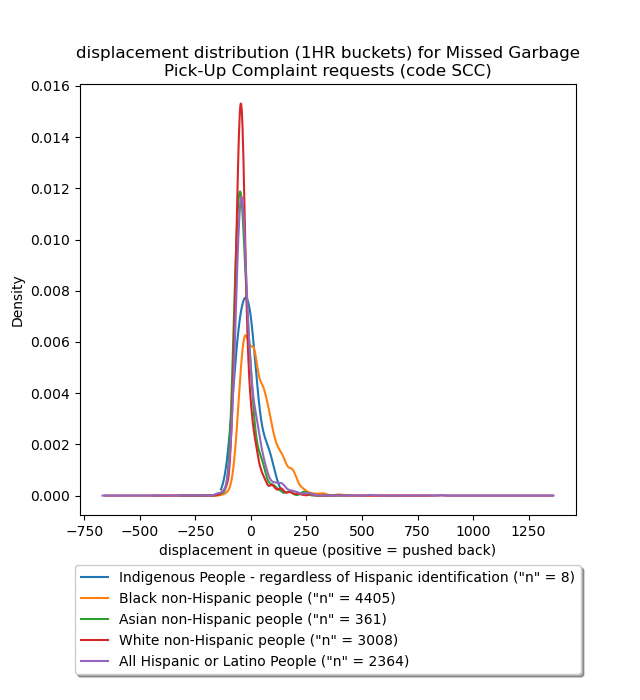 displacement distribution (1HR buckets) for Missed Garbage
Pick-Up Complaint requests (code SCC)
0.016
0.014
0.012
0.010
0.008
0.006
0.004
0.002
0.000
Density
−750
−500
−250
0
250
500
750
1000
1250
displacement in queue (positive = pushed back)
Indigenous People - regardless of Hispanic identification ("n" = 8)
Black non-Hispanic people ("n" = 4405)
Asian non-Hispanic people ("n" = 361)
White non-Hispanic people ("n" = 3008)
All Hispanic or Latino People ("n" = 2364)